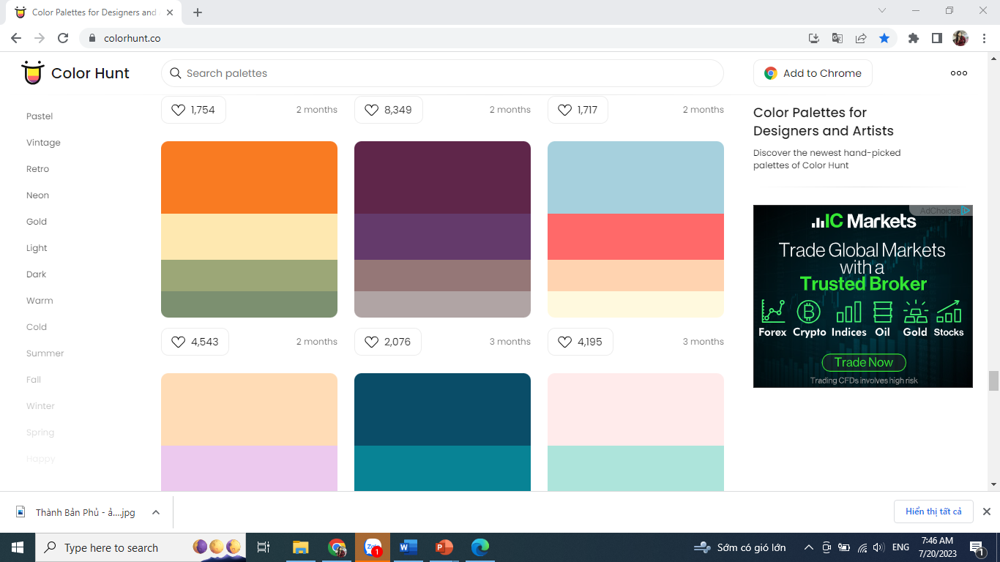 Color Palettes for Designers and
colorhunt.co
Color Hunt
Search palettes
Add to Chrome
Pastel
Vintage
Retro
Neon
Gold
Light
Dark
Warm
Cold
Summer
Fall
Winter
Spring
Happy
1,754
2 months
8,349
2 months
1,717
2 months
4,543
2 months
2,076
3 months
4,195
3 months
Color Palettes for
Designers and Artists
Discover the newest hand-picked
palettes of Color Hunt
AdChoices
IC Markets
Trade Global Markets
with a
Trusted Broker
Forex Crypto Indices Oil Gold Stocks
Trade Now
Trading CFDs involves high risk
Thành Bản Phủ - ả....jpg
Hiển thị tất cả
Type here to search
1
Sớm có gió lớn
ENG
7:46 AM
7/20/2023
1